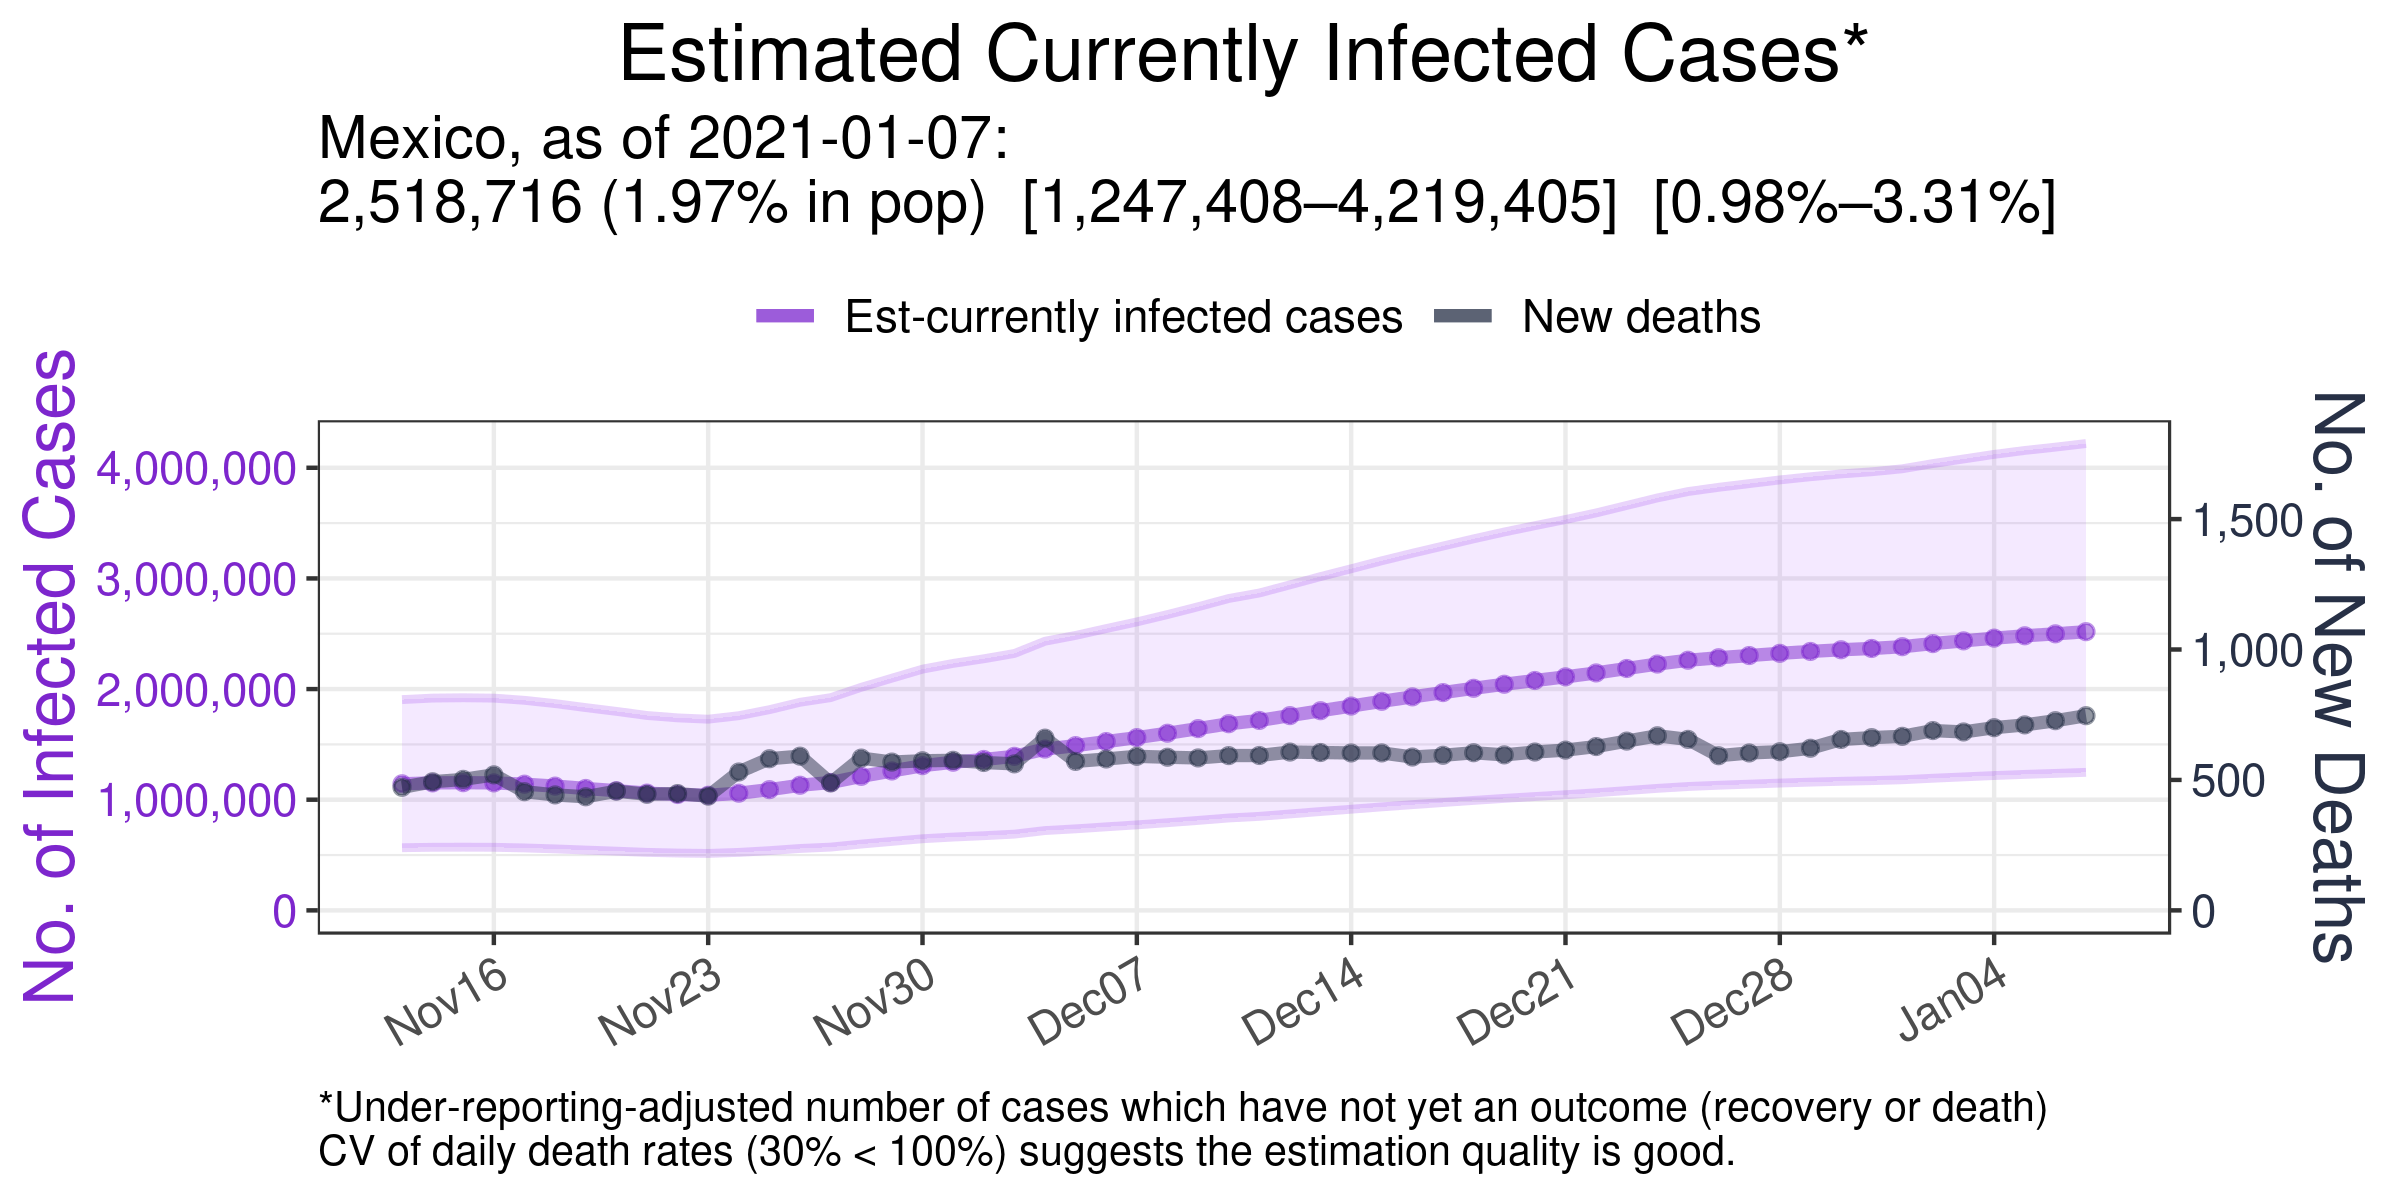 Estimated Currently Infected Cases*
Mexico, as of 2021-01-07:
2,518,716 (1.97% in pop)  [1,247,408–4,219,405]  [0.98%–3.31%]
Est-currently infected cases
New deaths
No. of Infected Cases
4,000,000
3,000,000
2,000,000
1,000,000
0
1,500
1,000
500
0
No. of New Deaths
Nov16
Nov23
Nov30
Dec07
Dec14
Dec21
Dec28
Jan04
*Under-reporting-adjusted number of cases which have not yet an outcome (recovery or death)
CV of daily death rates (30% < 100%) suggests the estimation quality is good.